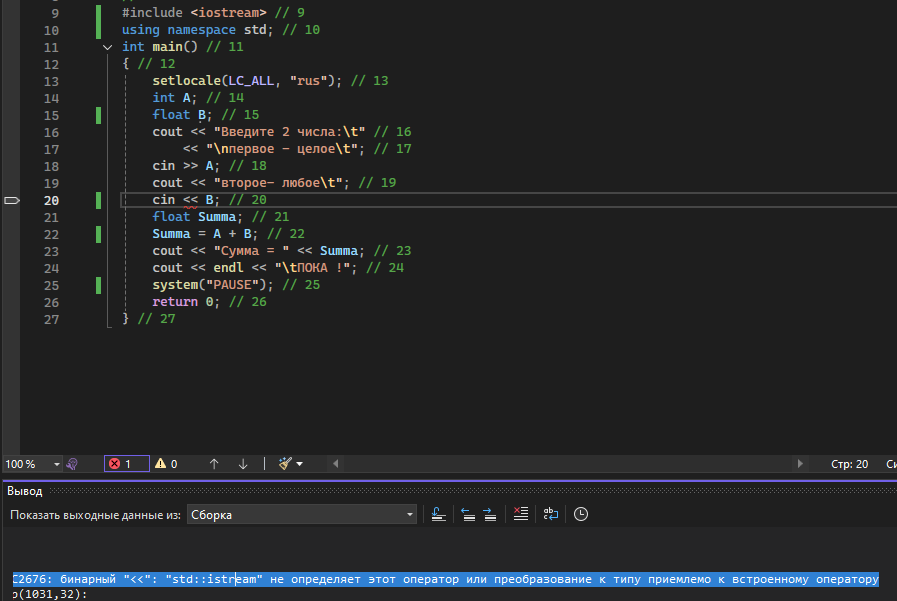 9 #include <iostream> // 9
10 using namespace std; // 10
11 int main() // 11
12 { // 12
13 setlocale(LC_ALL, "rus"); // 13
14 int A; // 14
15 float B; // 15
16 cout << "Введите 2 числа:\t" // 16
17 << "\nпервое - целое\t"; // 17
18 cin >> A; // 18
19 cout << "второе- любое\t"; // 19
20 cin << B; // 20
21 float Summa; // 21
22 Summa = A + B; // 22
23 cout << "Сумма = " << Summa; // 23
24 cout << endl << "\tПОКА !"; // 24
25 system("PAUSE"); // 25
26 return 0; // 26
27 } // 27
100 % 1 0 Стр: 20
Вывод
Показать выходные данные из: Сборка
C2676: бинарный "<<": "std::istream" не определяет этот оператор или преобразование к типу приемлемо к встроенному оператору
(1031,32):